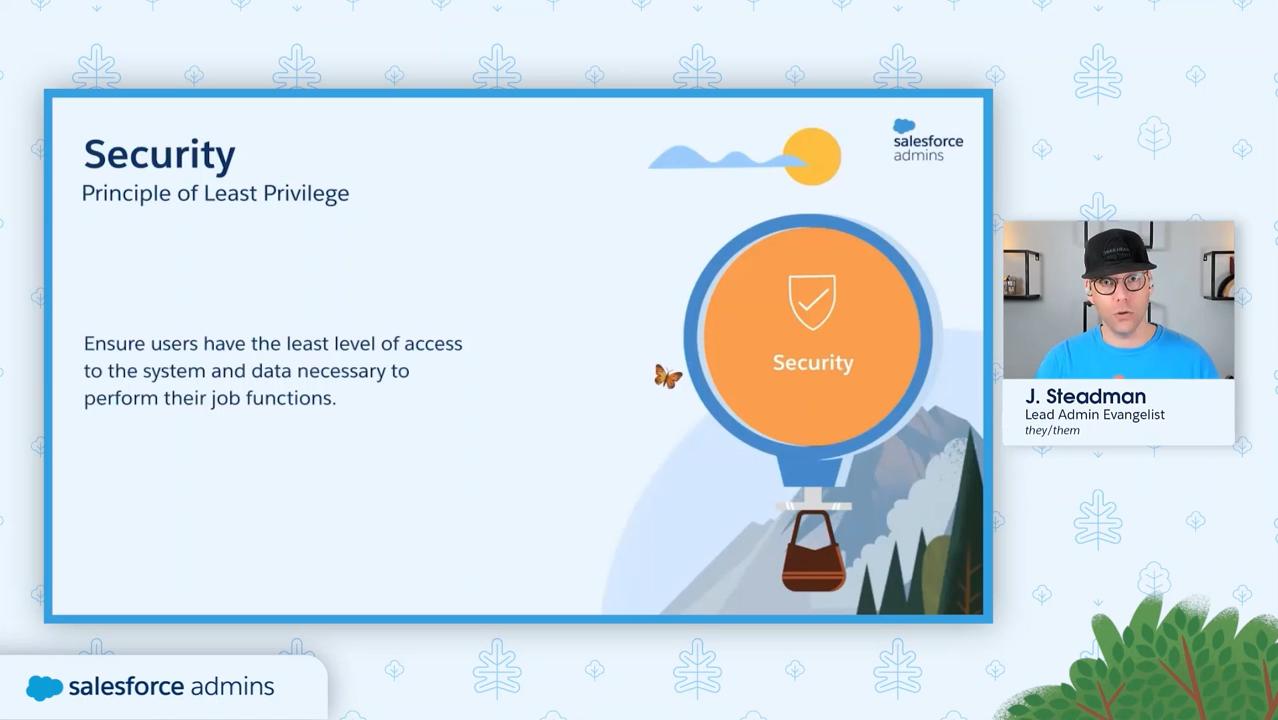 Security
Principle of Least Privilege
salesforce
admins
Ensure users have the least level of access
to the system and data necessary to
perform their job functions.
Security
J. Steadman
Lead Admin Evangelist
they/them
salesforce admins